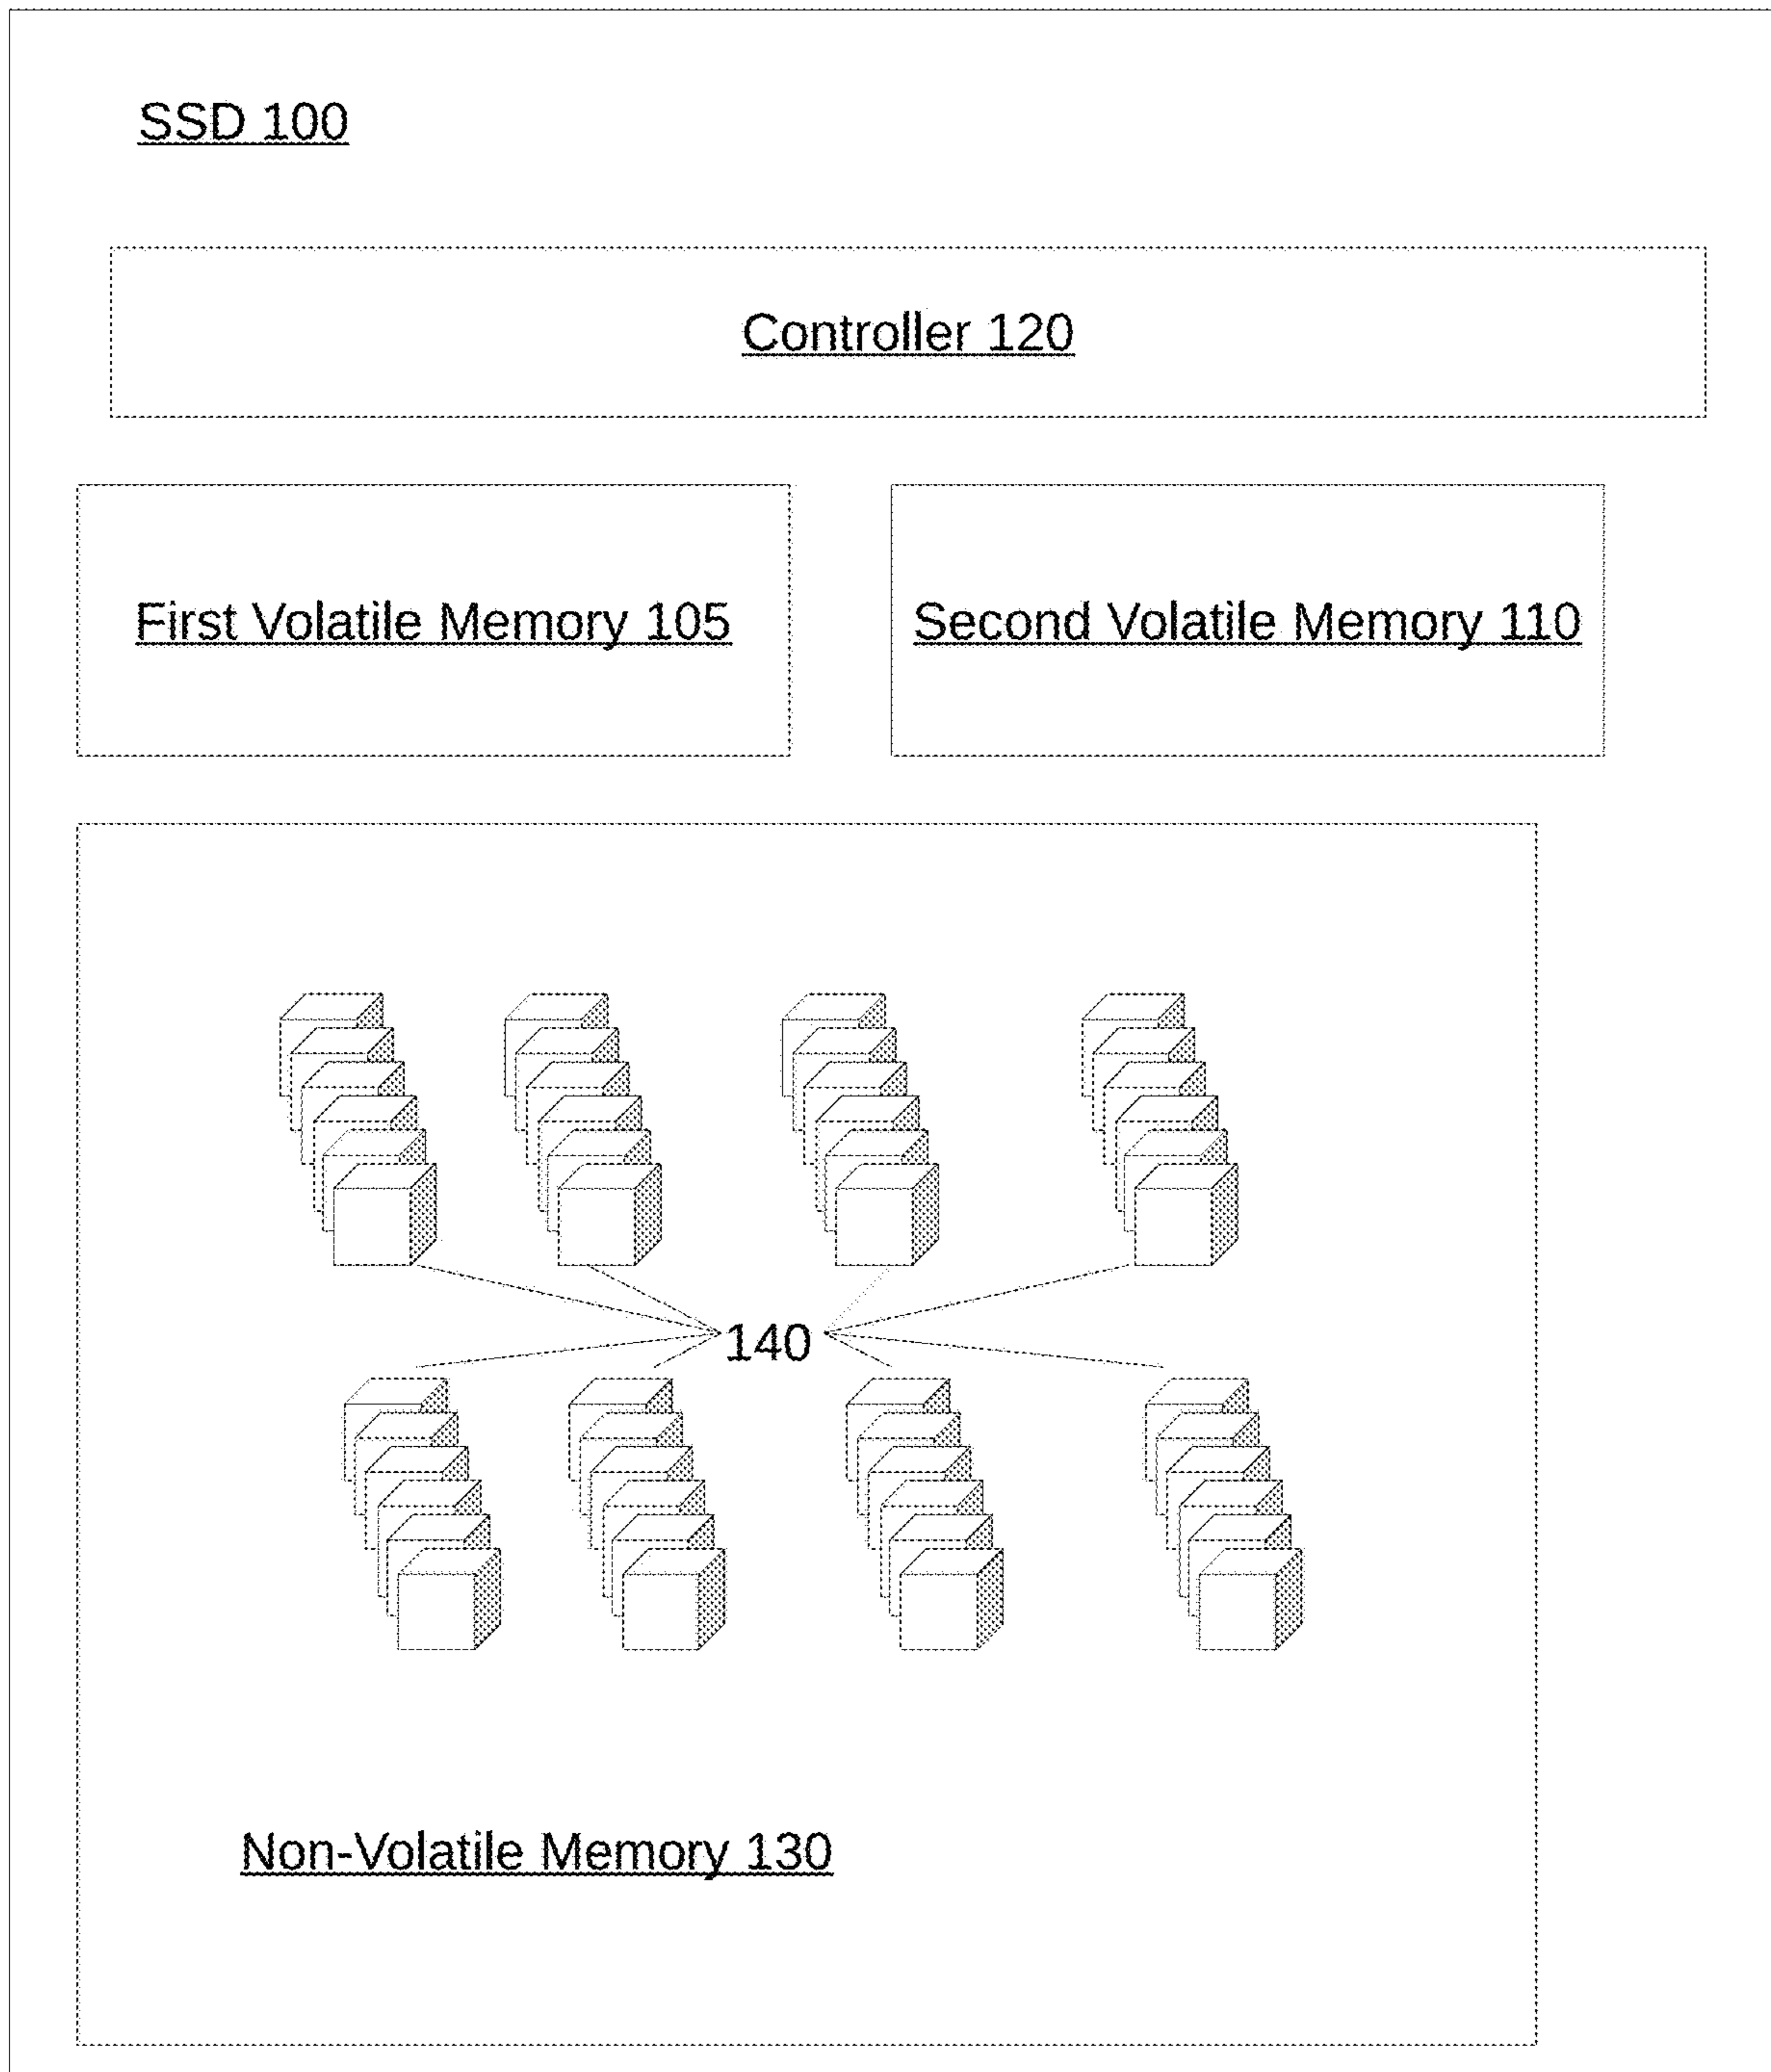 SSD 100
Controller 120
First Volatile Memory 105
Second Volatile Memory 110
140
Non-Volatile Memory 130